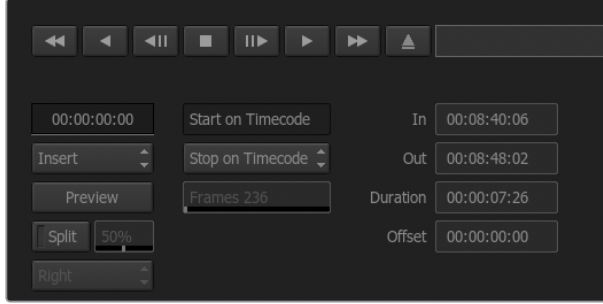 00:00:00:00 Start on Timecode In 00:08:40:06
Insert Stop on Timecode Out 00:08:48:02
Preview Frames 236 Duration 00:00:07:26
Split 50% Offset 00:00:00:00
Right